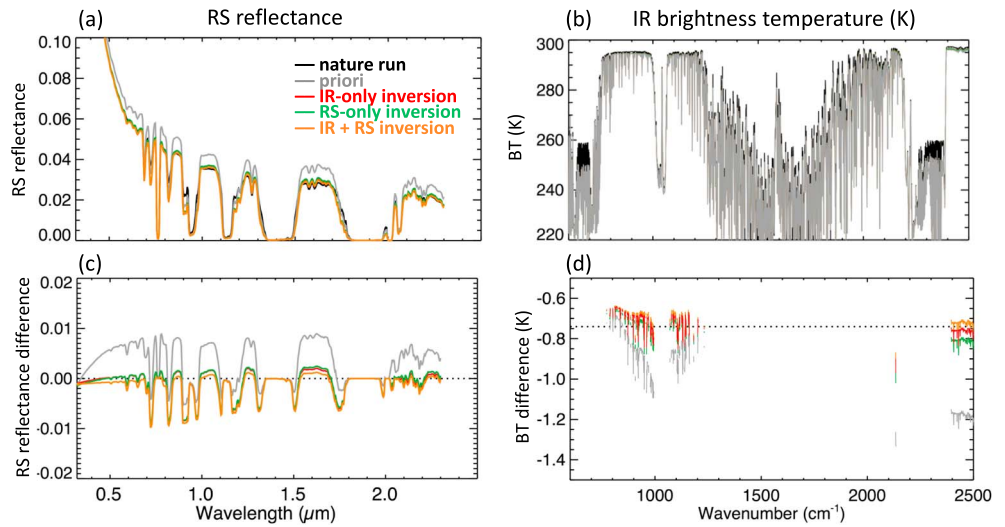 (a)
RS reflectance
(b)
IR brightness temperature (K)
RS reflectance
0.10
0.08
0.06
0.04
0.02
0.00
nature run
priori
IR-only inversion
RS-only inversion
IR + RS inversion
BT (K)
300
280
260
240
220
(c)
RS reflectance difference
0.02
0.01
0.00
-0.01
-0.02
0.5
1.0
1.5
2.0
Wavelength (μm)
(d)
BT difference (K)
-0.6
-0.8
-1.0
-1.2
-1.4
1000
1500
2000
2500
Wavenumber (cm⁻¹)